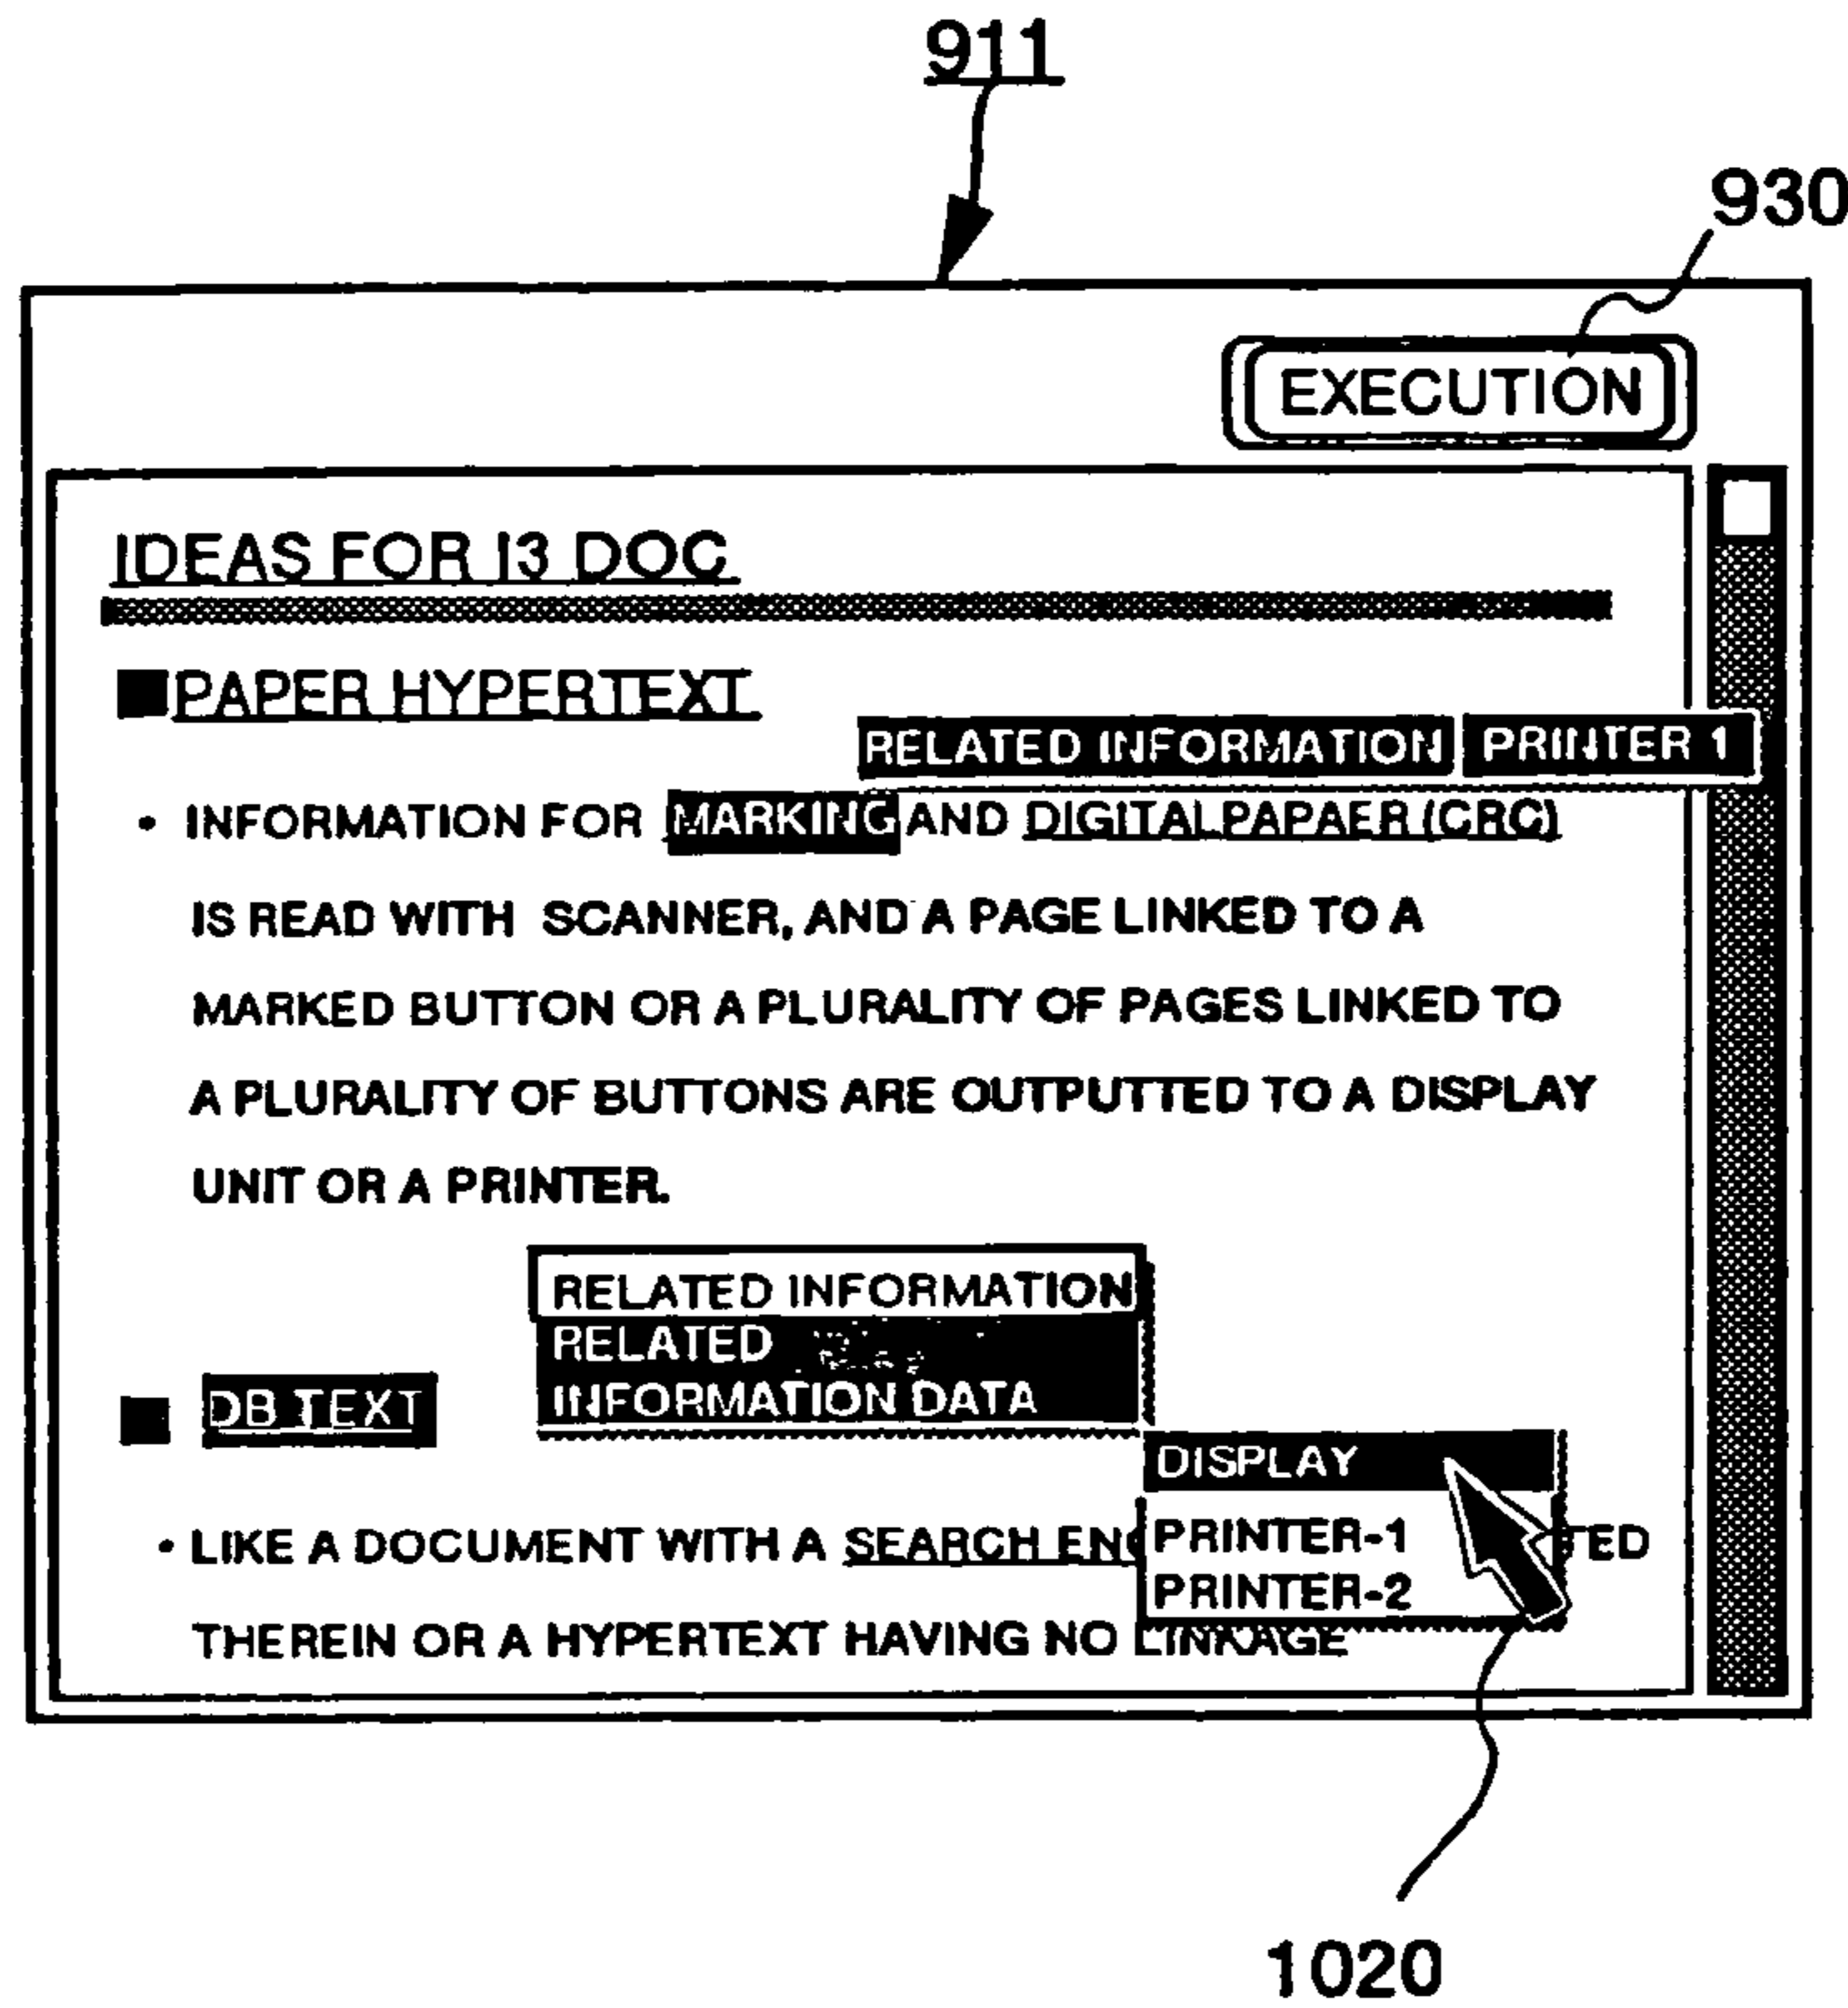 911
930
EXECUTION
IDEAS FOR I3 DOC
PAPER HYPERTEXT
RELATED INFORMATION PRINTER 1
• INFORMATION FOR MARKING AND DIGITALPAPAER (CRC)
IS READ WITH SCANNER, AND A PAGE LINKED TO A
MARKED BUTTON OR A PLURALITY OF PAGES LINKED TO
A PLURALITY OF BUTTONS ARE OUTPUTTED TO A DISPLAY
UNIT OR A PRINTER.
RELATED INFORMATION
RELATED
INFORMATION DATA
DB TEXT
DISPLAY
• LIKE A DOCUMENT WITH A SEARCH
PRINTER-1
PRINTER-2
THEREIN OR A HYPERTEXT HAVING NO LINKAGE
1020